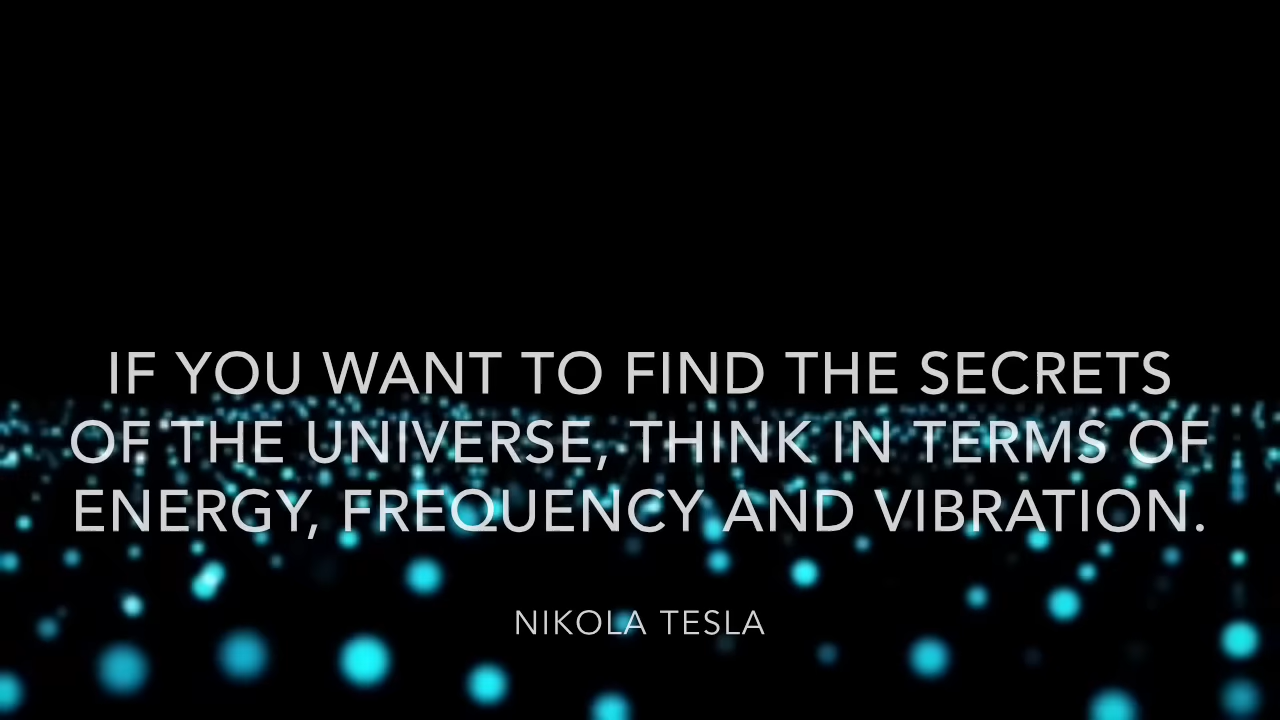 IF YOU WANT TO FIND THE SECRETS
OF THE UNIVERSE, THINK IN TERMS OF
ENERGY, FREQUENCY AND VIBRATION.
NIKOLA TESLA